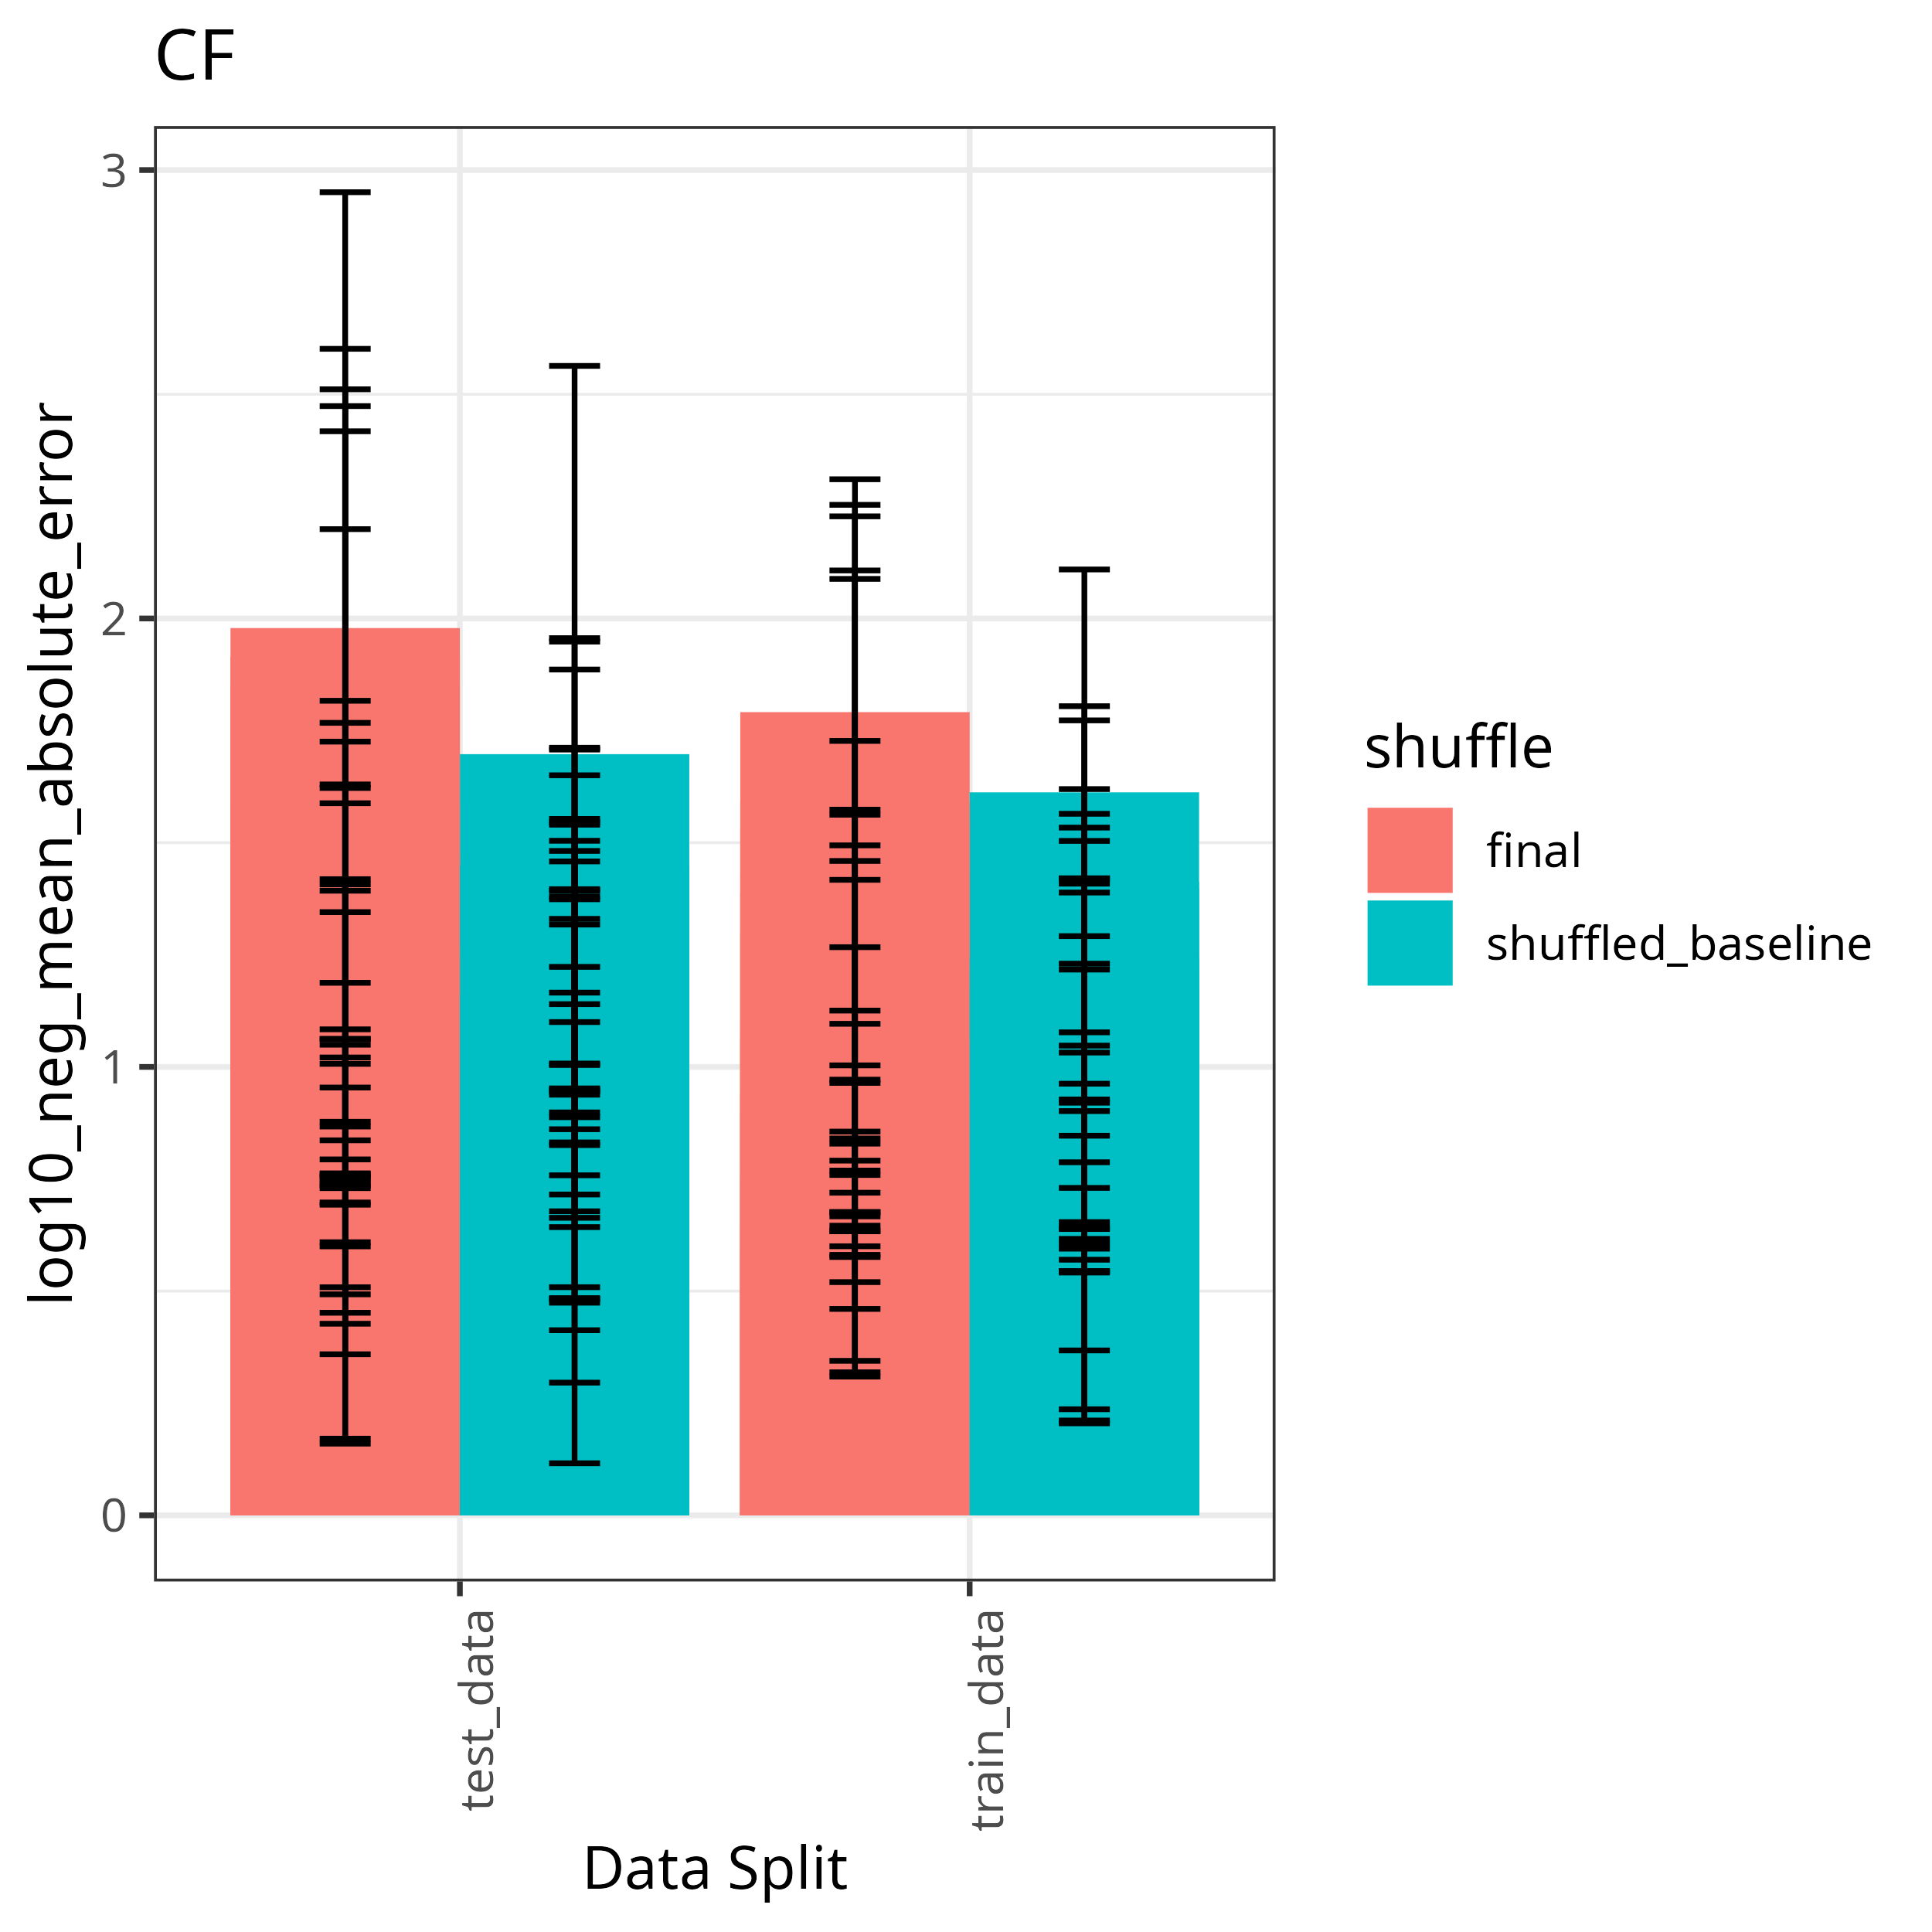 CF
log10_neg_mean_absolute_error
3
2
1
0
test_data
train_data
Data Split
shuffle
final
shuffled_baseline